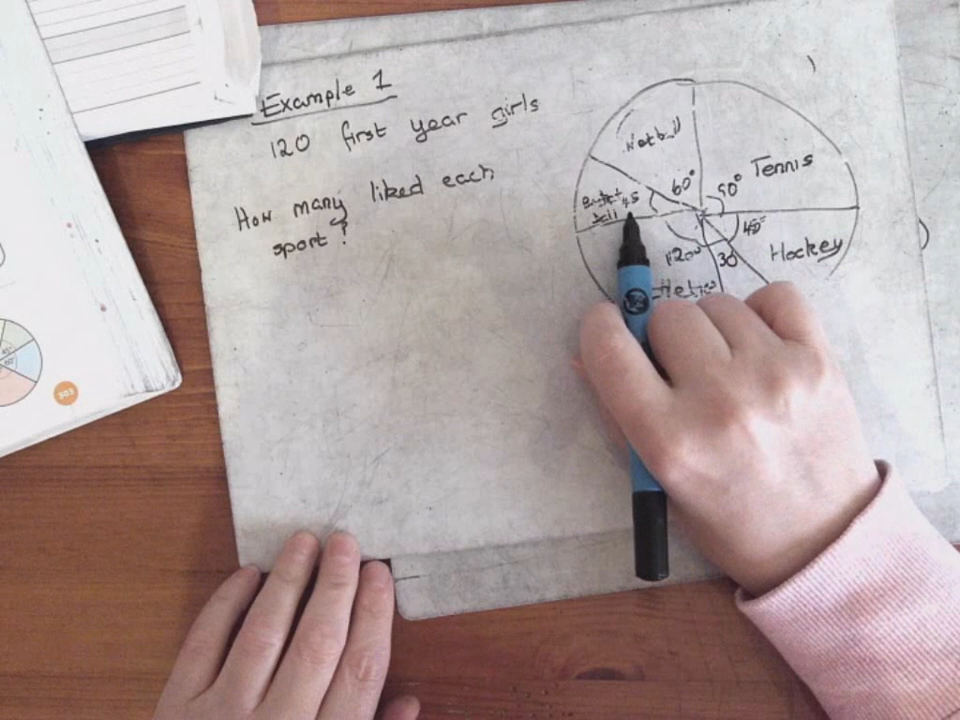 Example 1
120 first year girls
How many liked each
sport?
Netball
Tennis
60°
90°
45
120°
30
45°
Hockey
303